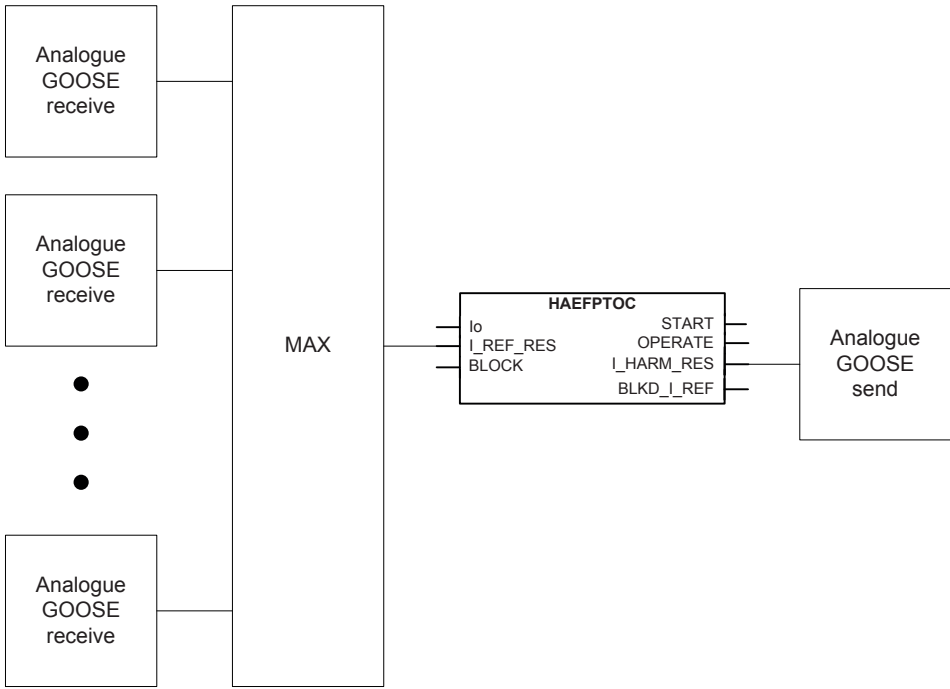 Analogue
GOOSE
receive
Analogue
GOOSE
receive
MAX
HAEFPTOC
Io
I_REF_RES
BLOCK
START
OPERATE
I_HARM_RES
BLKD_I_REF
Analogue
GOOSE
send
Analogue
GOOSE
receive